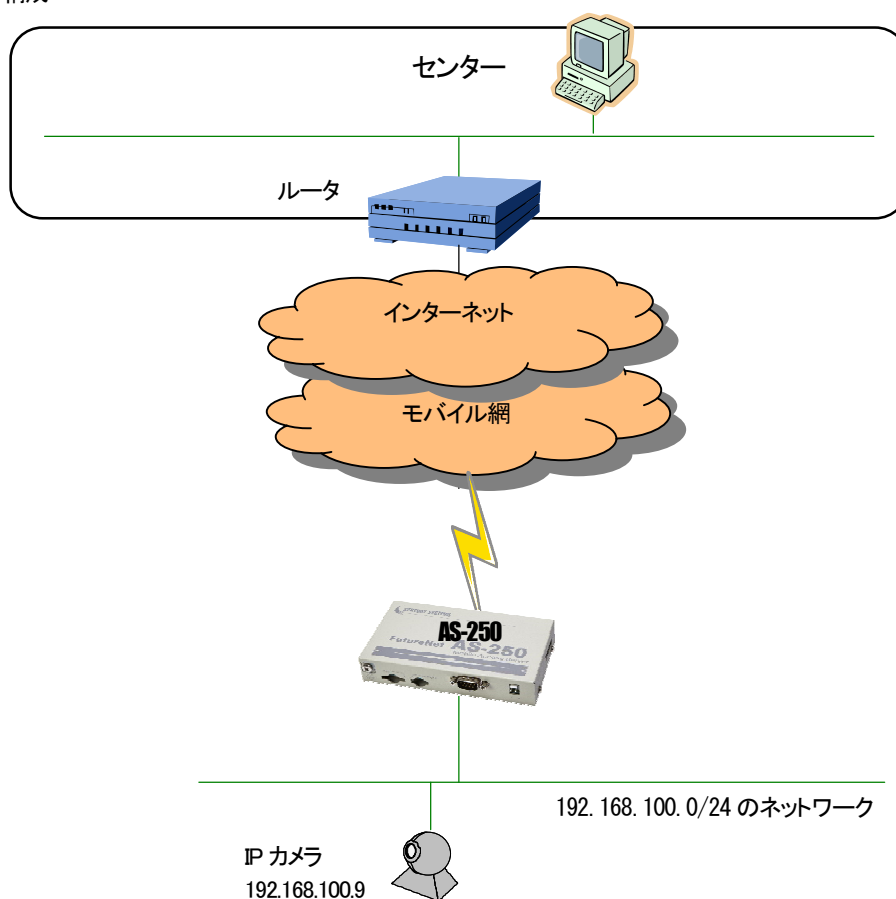 構成
センター
ルータ
インターネット
モバイル網
AS-250
FutureNet AS-250
192.168.100.0/24 のネットワーク
IP カメラ
192.168.100.9